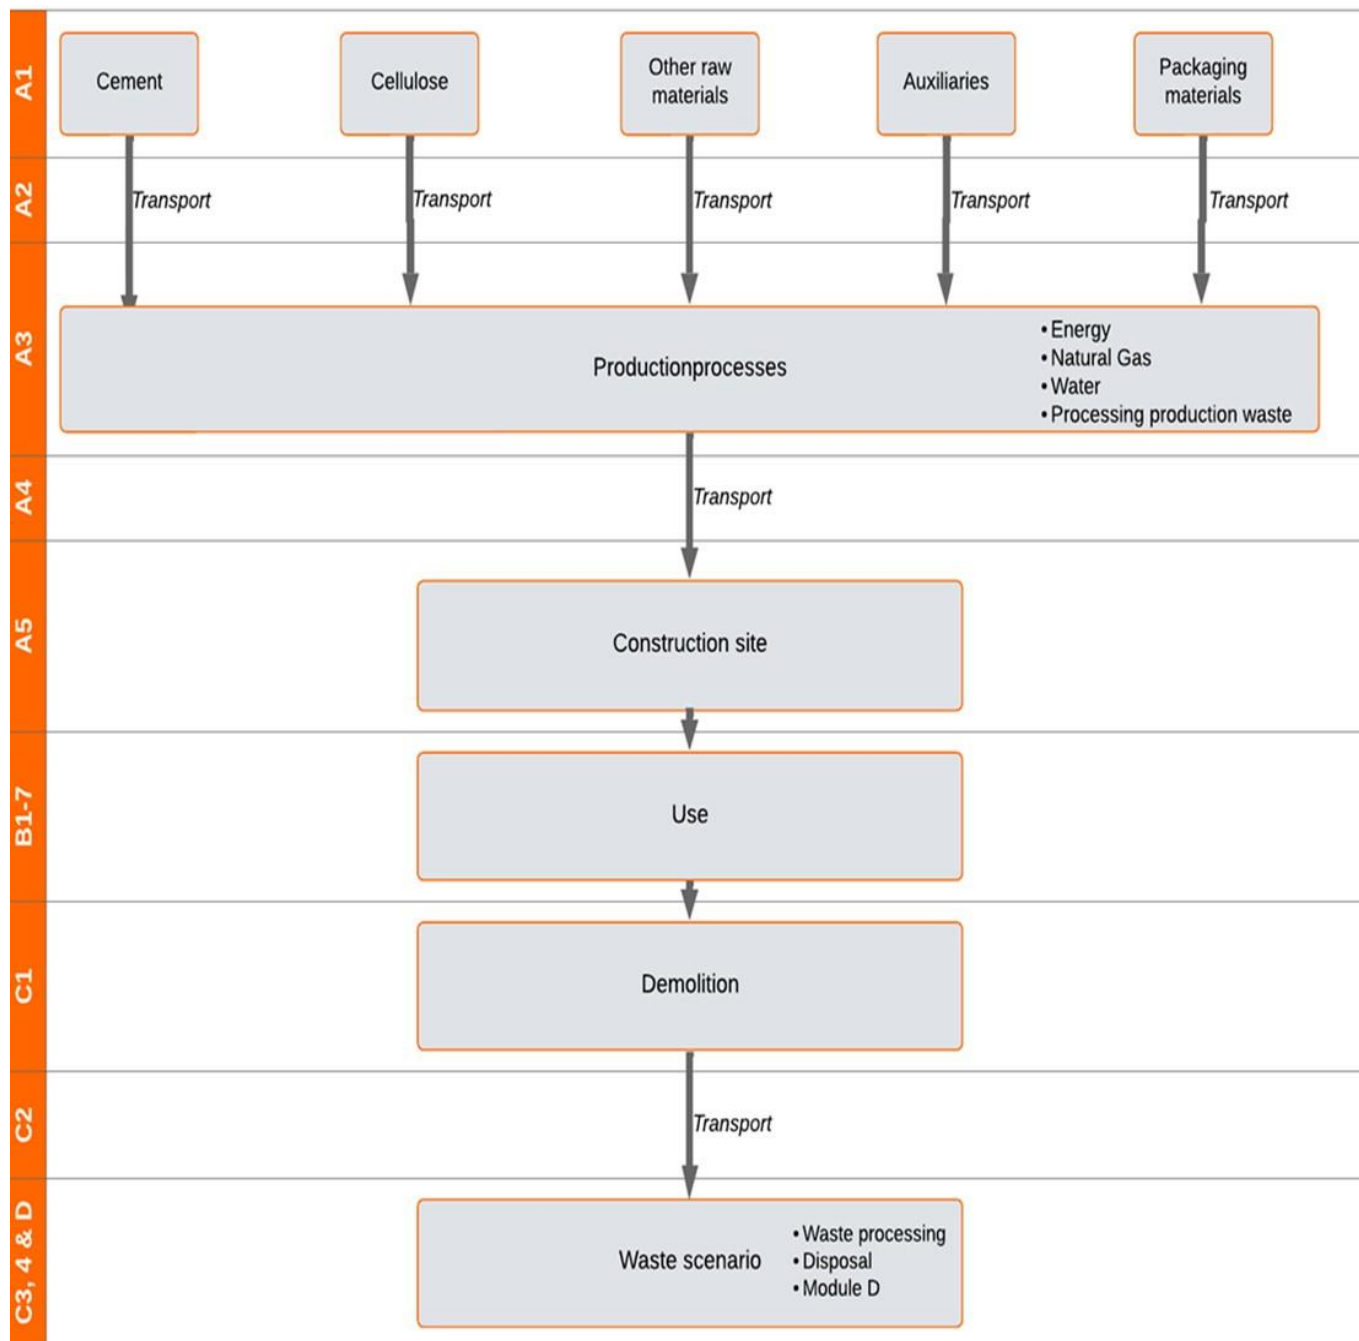 A1
Cement
Cellulose
Other raw
materials
Auxiliaries
Packaging
materials
A2
Transport
Transport
Transport
Transport
Transport
A3
Productionprocesses
•Energy
•Natural Gas
•Water
•Processing production waste
A4
Transport
A5
Construction site
B1-7
Use
C1
Demolition
C2
Transport
C3, 4 & D
Waste scenario
•Waste processing
•Disposal
•Module D